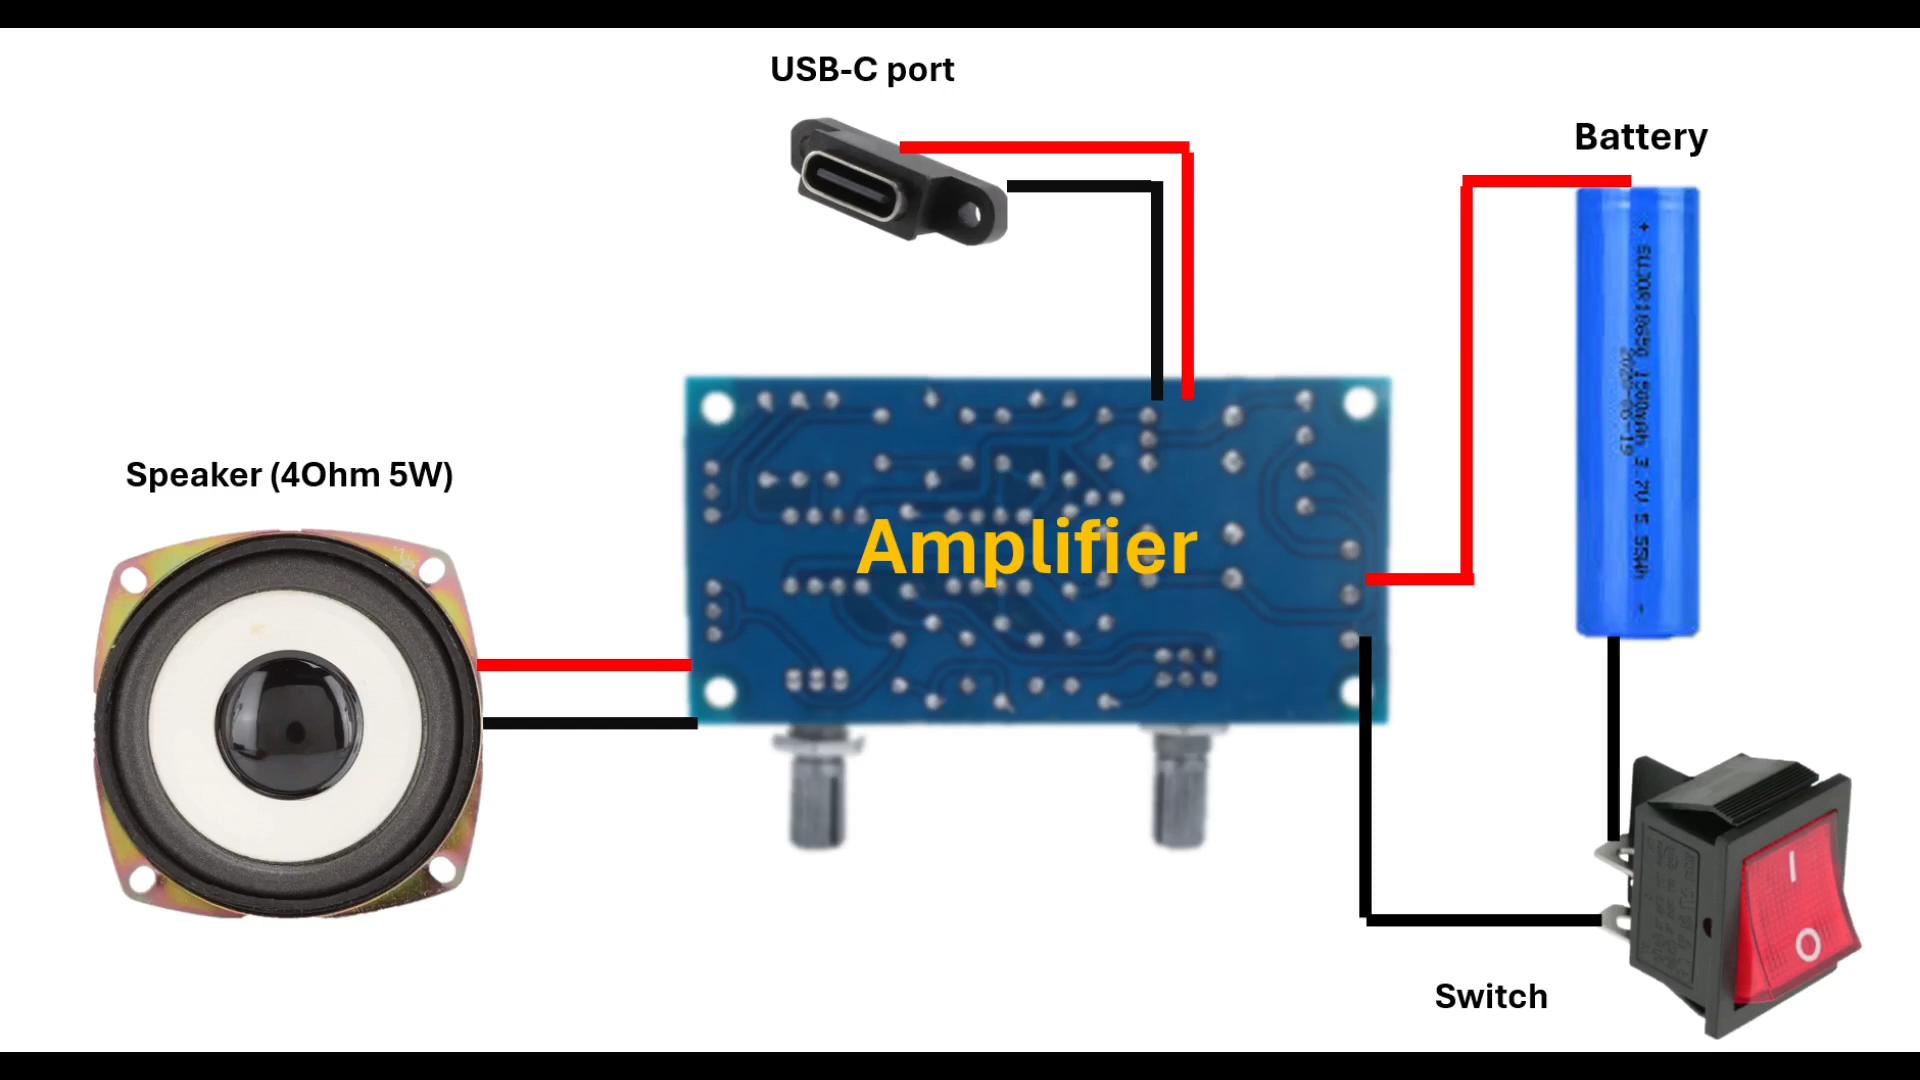 USB-C port
Battery
Speaker (4Ohm 5W)
Amplifier
Switch